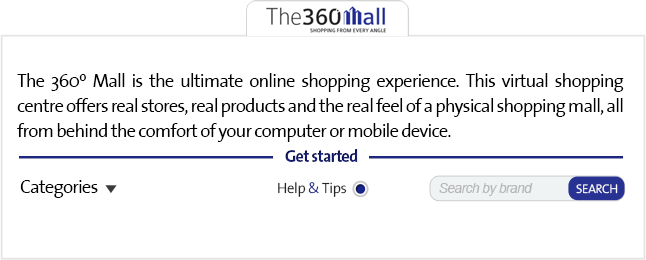 The360mall
SHOPPING FROM EVERY ANGLE
The 360º Mall is the ultimate online shopping experience. This virtual shopping
centre offers real stores, real products and the real feel of a physical shopping mall, all
from behind the comfort of your computer or mobile device.
Get started
Categories
Help & Tips
Search by brand
SEARCH